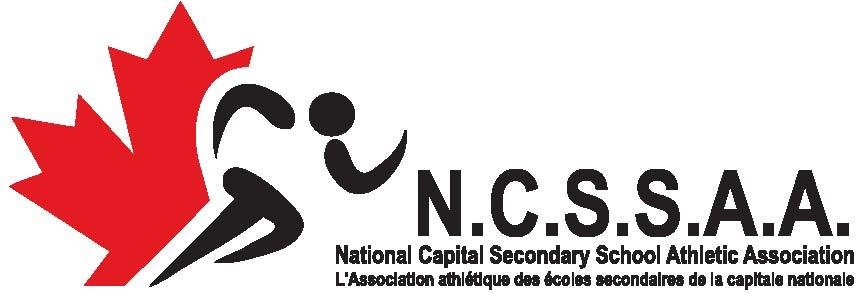 N.C.S.S.A.A.
National Capital Secondary School Athletic Association
L'Association athlétique des écoles secondaires de la capitale nationale